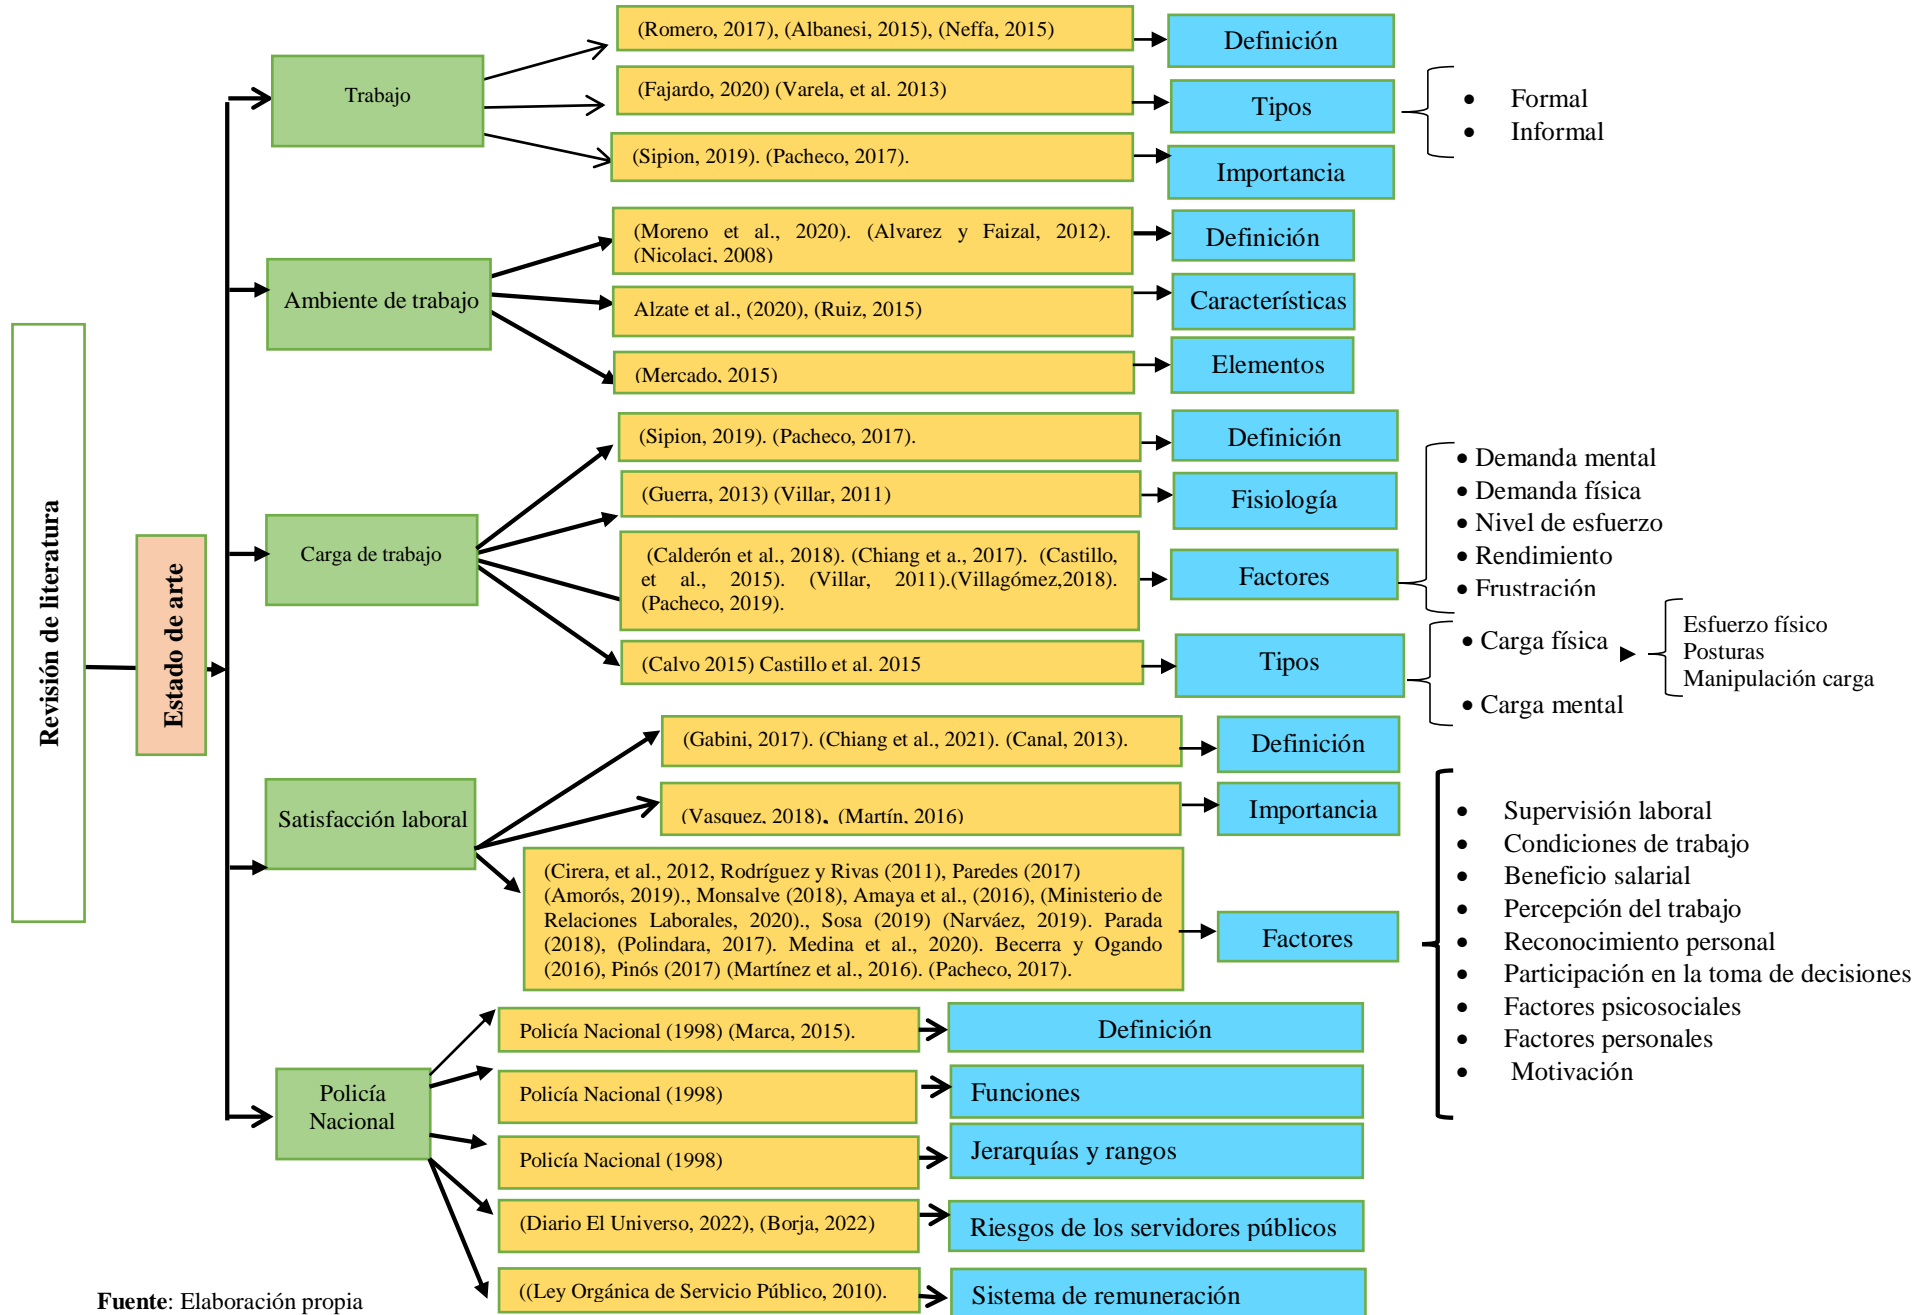 Revisión de literatura
Estado de arte
Trabajo
(Romero, 2017), (Albanesi, 2015), (Neffa, 2015)
Definición
(Fajardo, 2020) (Varela, et al. 2013)
Tipos
• Formal
• Informal
(Sipion, 2019). (Pacheco, 2017).
Importancia
Ambiente de trabajo
(Moreno et al., 2020). (Alvarez y Faizal, 2012).
(Nicolaci, 2008)
Definición
Alzate et al., (2020), (Ruiz, 2015)
Características
(Mercado, 2015)
Elementos
Carga de trabajo
(Sipion, 2019). (Pacheco, 2017).
Definición
(Guerra, 2013) (Villar, 2011)
Fisiología
(Calderón et al., 2018). (Chiang et a., 2017). (Castillo,
et al., 2015). (Villar, 2011).(Villagómez,2018).
(Pacheco, 2019).
Factores
• Demanda mental
• Demanda física
• Nivel de esfuerzo
• Rendimiento
• Frustración
(Calvo 2015) Castillo et al. 2015
Tipos
• Carga física
Esfuerzo físico
Posturas
Manipulación carga
• Carga mental
Satisfacción laboral
(Gabini, 2017). (Chiang et al., 2021). (Canal, 2013).
Definición
(Vasquez, 2018). (Martín, 2016)
Importancia
(Cirera, et al., 2012, Rodríguez y Rivas (2011), Paredes (2017)
(Amorós, 2019)., Monsalve (2018), Amaya et al., (2016), (Ministerio de
Relaciones Laborales, 2020)., Sosa (2019) (Narváez, 2019). Parada
(2018), (Polindara, 2017). Medina et al., 2020). Becerra y Ogando
(2016), Pinós (2017) (Martínez et al., 2016). (Pacheco, 2017).
Factores
• Supervisión laboral
• Condiciones de trabajo
• Beneficio salarial
• Percepción del trabajo
• Reconocimiento personal
• Participación en la toma de decisiones
• Factores psicosociales
• Factores personales
• Motivación
Policía
Nacional
Policía Nacional (1998) (Marca, 2015).
Definición
Policía Nacional (1998)
Funciones
Policía Nacional (1998)
Jerarquías y rangos
(Diario El Universo, 2022), (Borja, 2022)
Riesgos de los servidores públicos
((Ley Orgánica de Servicio Público, 2010).
Sistema de remuneración
Fuente: Elaboración propia